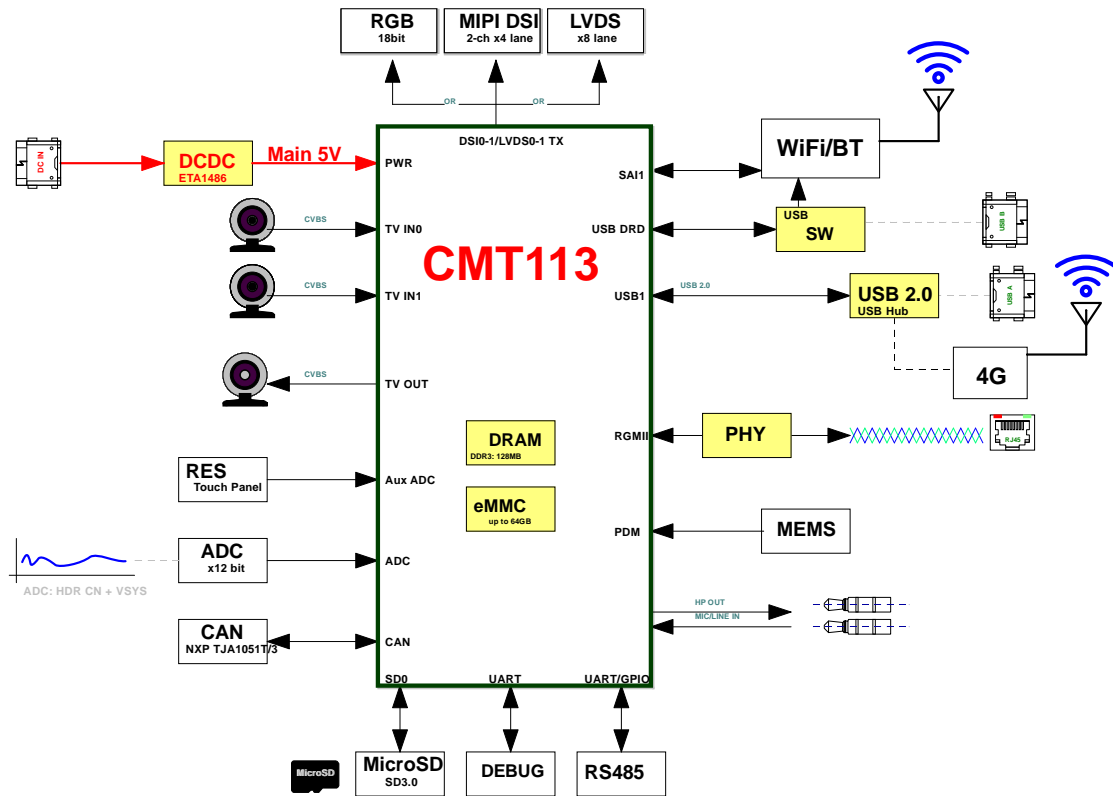 RGB
18bit
MIPI DSI
2-ch x4 lane
LVDS
x8 lane
OR
OR
DSI0-1/LVDS0-1 TX
DC IN
DCDC
ETA1486
Main 5V
PWR
CVBS
TV IN0
CVBS
TV IN1
CVBS
TV OUT
RES
Touch Panel
Aux ADC
ADC
x12 bit
ADC
ADC: HDR CN + VSYS
CAN
NXP TJA1051T/3
CAN
CMT113
DRAM
DDR3: 128MB
eMMC
up to 64GB
SAI1
WiFi/BT
USB DRD
USB
SW
USB B
USB1
USB 2.0
USB 2.0
USB Hub
USB A
4G
RGMII
PHY
RJ45
PDM
MEMS
HP OUT
MIC/LINE IN
SD0
UART
UART/GPIO
MicroSD
MicroSD
SD3.0
DEBUG
RS485